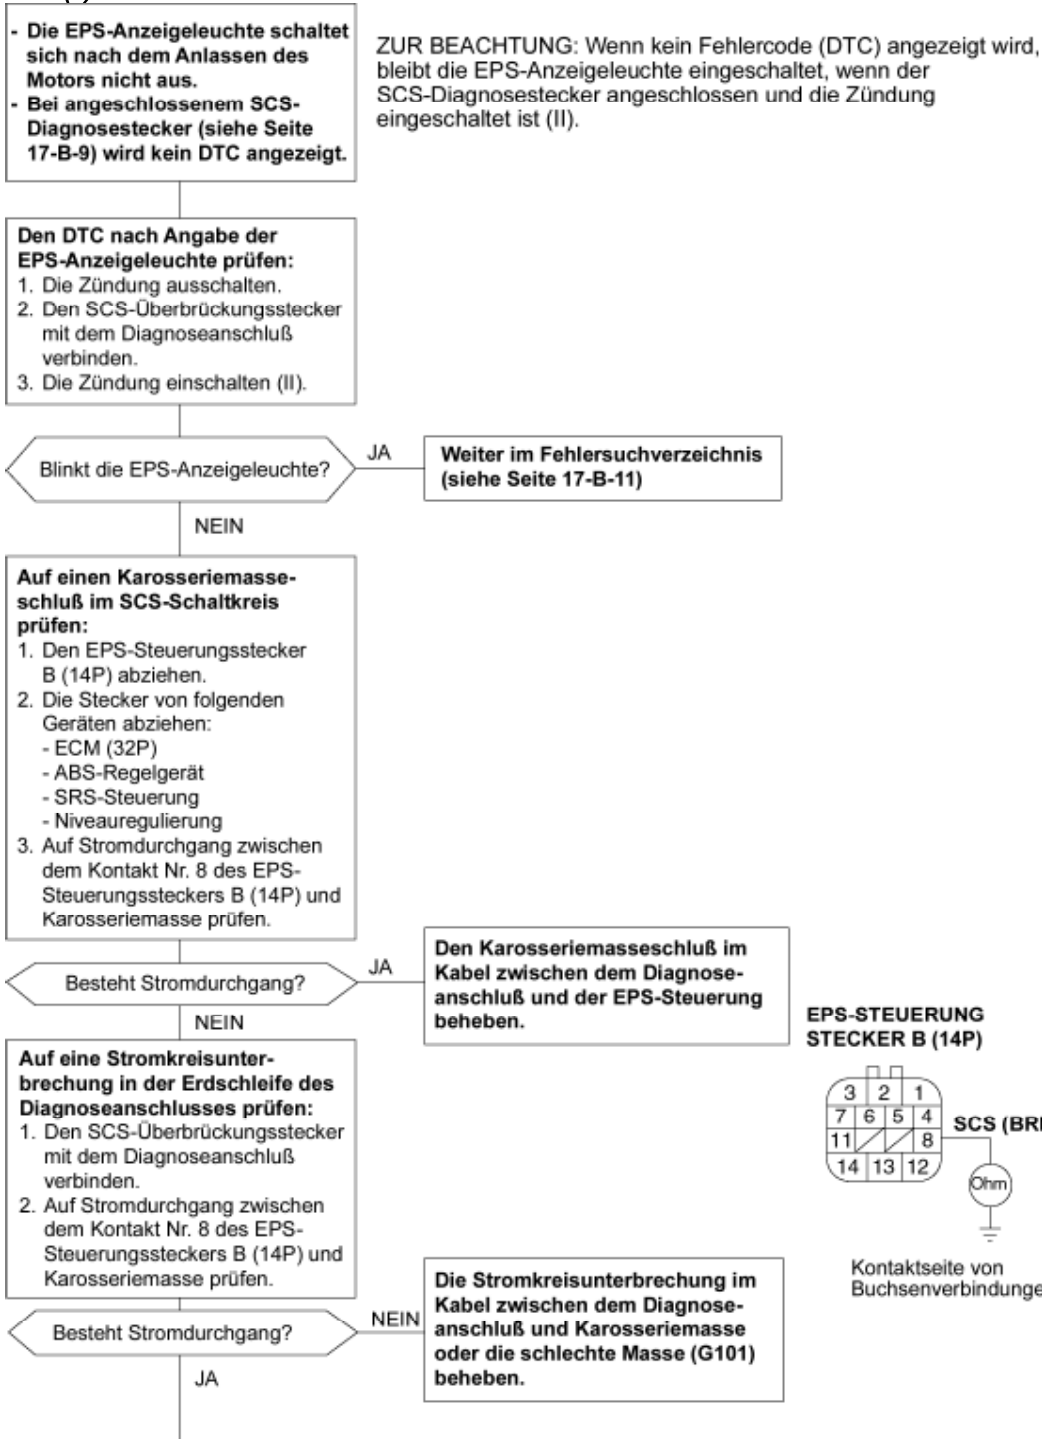 - Die EPS-Anzeigeleuchte schaltet
sich nach dem Anlassen des
Motors nicht aus.
- Bei angeschlossenem SCS-
Diagnosestecker (siehe Seite
17-B-9) wird kein DTC angezeigt.
ZUR BEACHTUNG: Wenn kein Fehlercode (DTC) angezeigt wird,
bleibt die EPS-Anzeigeleuchte eingeschaltet, wenn der
SCS-Diagnosestecker angeschlossen und die Zündung
eingeschaltet ist (II).
Den DTC nach Angabe der
EPS-Anzeigeleuchte prüfen:
1. Die Zündung ausschalten.
2. Den SCS-Überbrückungsstecker
mit dem Diagnoseanschluß
verbinden.
3. Die Zündung einschalten (II).
Blinkt die EPS-Anzeigeleuchte?
JA
Weiter im Fehlersuchverzeichnis
(siehe Seite 17-B-11)
NEIN
Auf einen Karosseriemasse-
schluß im SCS-Schaltkreis
prüfen:
1. Den EPS-Steuerungsstecker
B (14P) abziehen.
2. Die Stecker von folgenden
Geräten abziehen:
- ECM (32P)
- ABS-Regelgerät
- SRS-Steuerung
- Niveauregulierung
3. Auf Stromdurchgang zwischen
dem Kontakt Nr. 8 des EPS-
Steuerungssteckers B (14P) und
Karosseriemasse prüfen.
Besteht Stromdurchgang?
JA
Den Karosseriemasseschluß im
Kabel zwischen dem Diagnose-
anschluß und der EPS-Steuerung
beheben.
NEIN
Auf eine Stromkreisunter-
brechung in der Erdschleife des
Diagnoseanschlusses prüfen:
1. Den SCS-Überbrückungsstecker
mit dem Diagnoseanschluß
verbinden.
2. Auf Stromdurchgang zwischen
dem Kontakt Nr. 8 des EPS-
Steuerungssteckers B (14P) und
Karosseriemasse prüfen.
EPS-STEUERUNG
STECKER B (14P)
3 2 1
7 6 5 4
11 8
14 13 12
SCS (BR
Ohm
Kontaktseite von
Buchsenverbindunge
Besteht Stromdurchgang?
NEIN
Die Stromkreisunterbrechung im
Kabel zwischen dem Diagnose-
anschluß und Karosseriemasse
oder die schlechte Masse (G101)
beheben.
JA